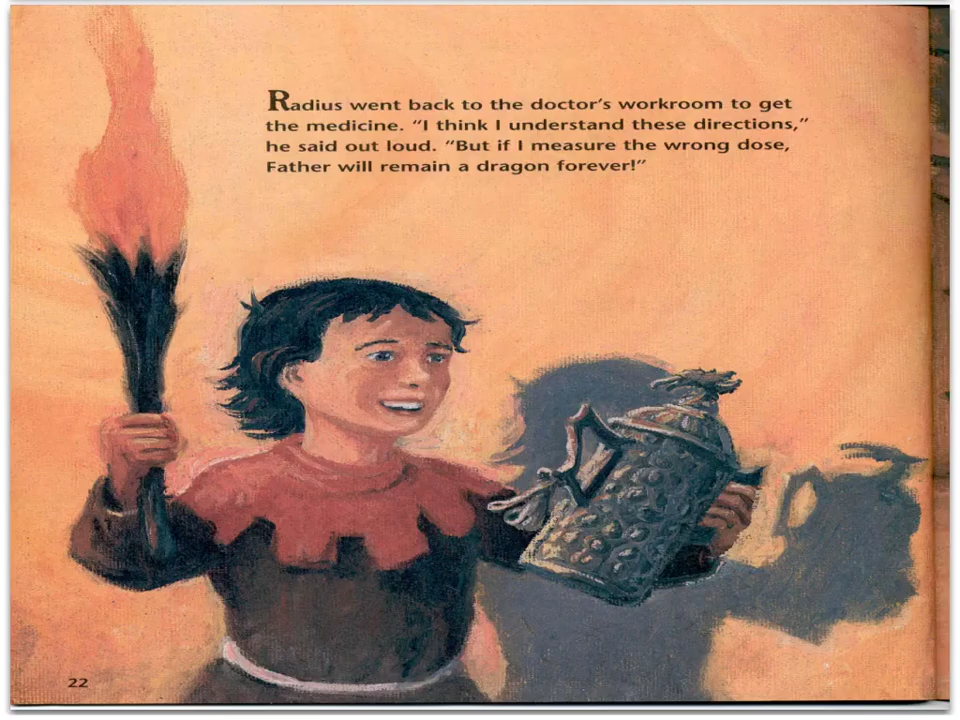 Radius went back to the doctor's workroom to get
the medicine. “I think I understand these directions,”
he said out loud. “But if I measure the wrong dose,
Father will remain a dragon forever!”
22